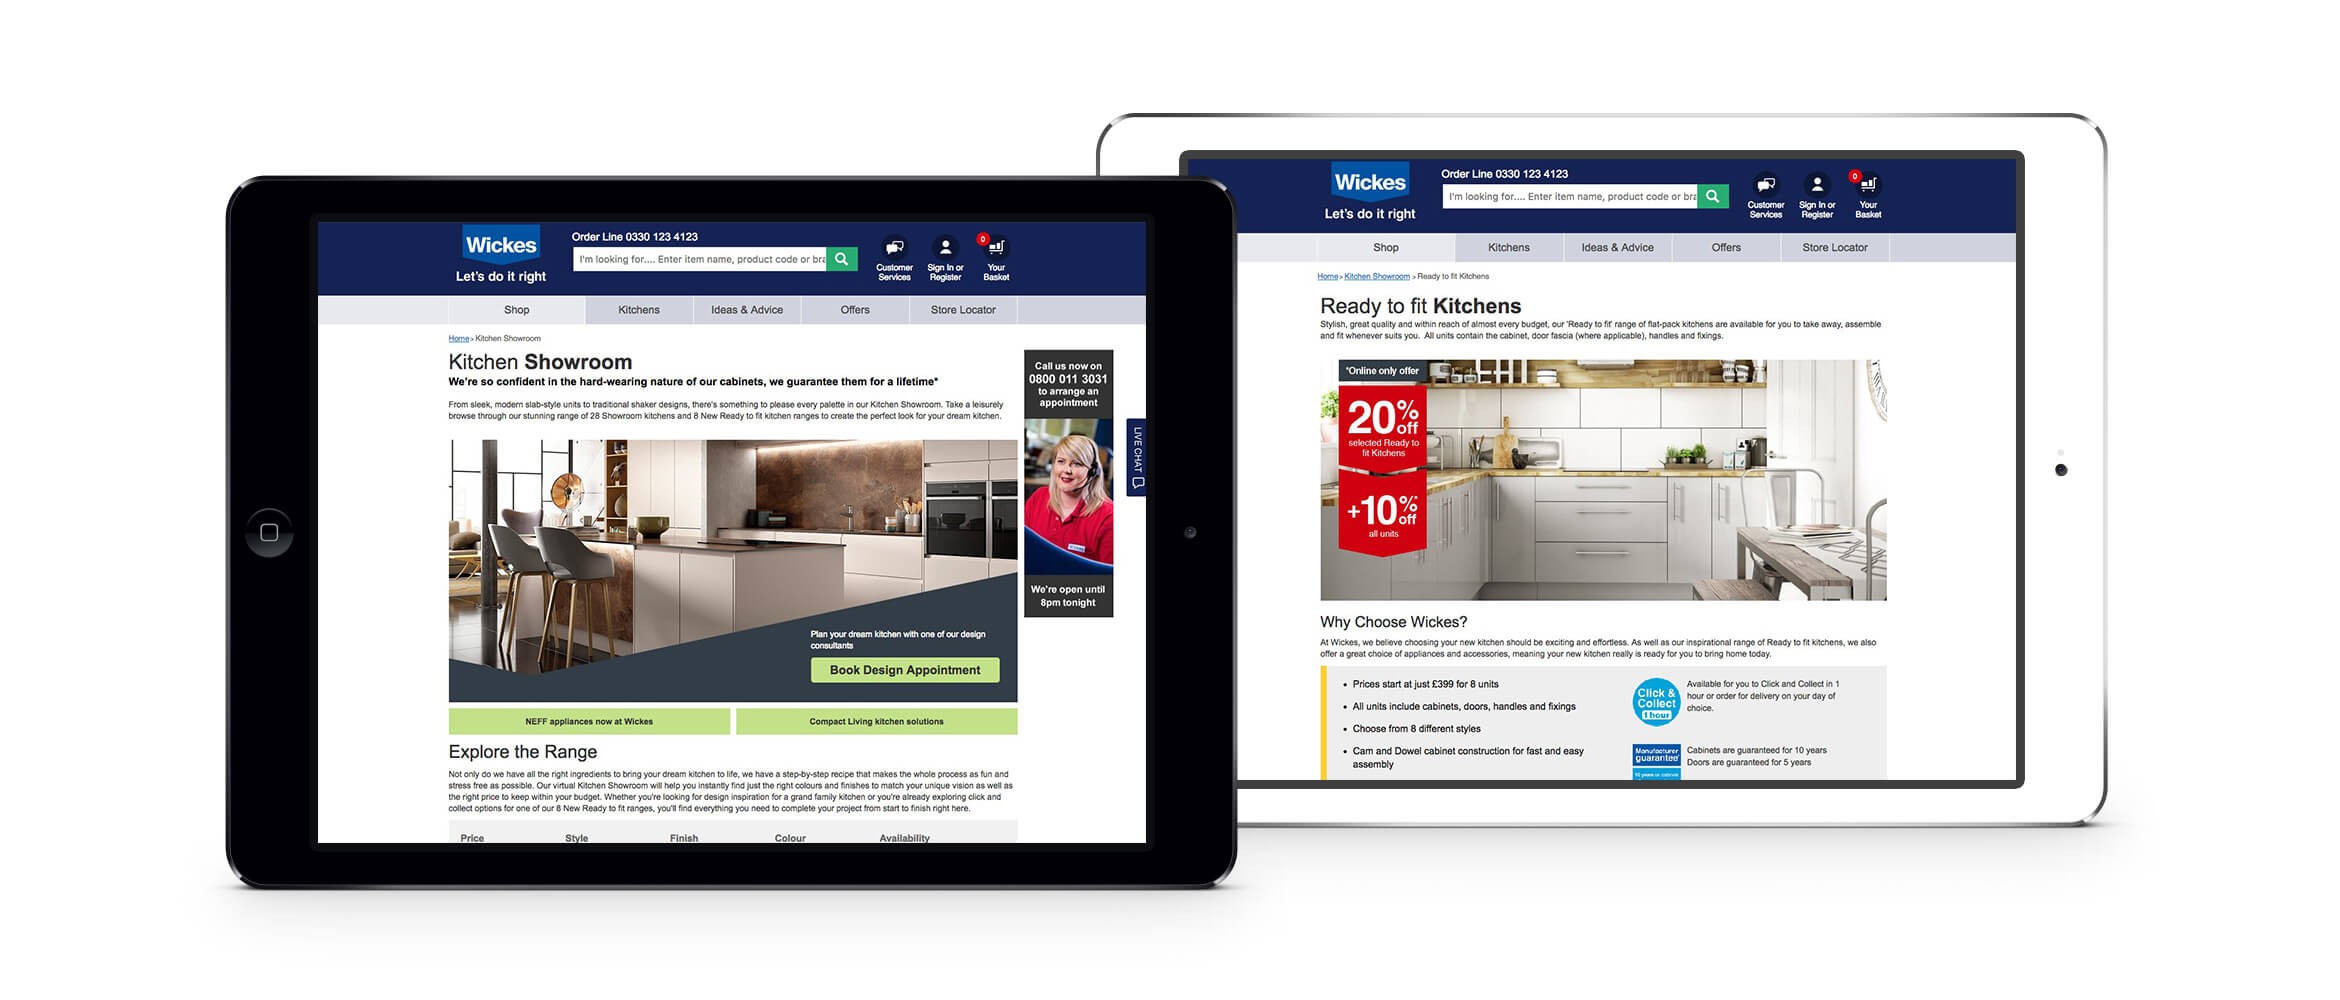 Wickes
Let's do it right
Order Line 0330 123 4123
I'm looking for.... Enter item name, product code or bra
Customer Services
Sign In or Register
0
Your Basket
Shop
Kitchens
Ideas & Advice
Offers
Store Locator
Home > Kitchen Showroom
Kitchen Showroom
We're so confident in the hard-wearing nature of our cabinets, we guarantee them for a lifetime*
From sleek, modern slab-style units to traditional shaker designs, there's something to please every palette in our Kitchen Showroom. Take a leisurely
browse through our stunning range of 28 Showroom kitchens and 8 New Ready to fit kitchen ranges to create the perfect look for your dream kitchen.
Call us now on
0800 011 3031
to arrange an
appointment
LIVE CHAT
We're open until
8pm tonight
Plan your dream kitchen with one of our design
consultants
Book Design Appointment
NEFF appliances now at Wickes
Compact Living kitchen solutions
Explore the Range
Not only do we have all the right ingredients to bring your dream kitchen to life, we have a step-by-step recipe that makes the whole process as fun and
stress free as possible. Our virtual Kitchen Showroom will help you instantly find just the right colours and finishes to match your unique vision as well as
the right price to keep within your budget. Whether you're looking for design inspiration for a grand family kitchen or you're already exploring click and
collect options for one of our 8 New Ready to fit ranges, you'll find everything you need to complete your project from start to finish right here.
Price
Style
Finish
Colour
Availability
Wickes
Let's do it right
Order Line 0330 123 4123
I'm looking for.... Enter item name, product code or bra
Customer Services
Sign In or Register
0
Your Basket
Shop
Kitchens
Ideas & Advice
Offers
Store Locator
Home > Kitchen Showroom > Ready to fit Kitchens
Ready to fit Kitchens
Stylish, great quality and within reach of almost every budget, our 'Ready to fit' range of flat-pack kitchens are available for you to take away, assemble
and fit whenever suits you. All units contain the cabinet, door fascia (where applicable), handles and fixings.
*Online only offer
20% off
selected Ready to
fit Kitchens
+10%* off
all units
Why Choose Wickes?
At Wickes, we believe choosing your new kitchen should be exciting and effortless. As well as our inspirational range of Ready to fit kitchens, we also
offer a great choice of appliances and accessories, meaning your new kitchen really is ready for you to bring home today.
• Prices start at just £399 for 8 units
• All units include cabinets, doors, handles and fixings
• Choose from 8 different styles
• Cam and Dowel cabinet construction for fast and easy
assembly
Click &
Collect
1 hour
Available for you to Click and Collect in 1
hour or order for delivery on your day of
choice.
Manufacturer
guarantee
Cabinets are guaranteed for 10 years
Doors are guaranteed for 5 years